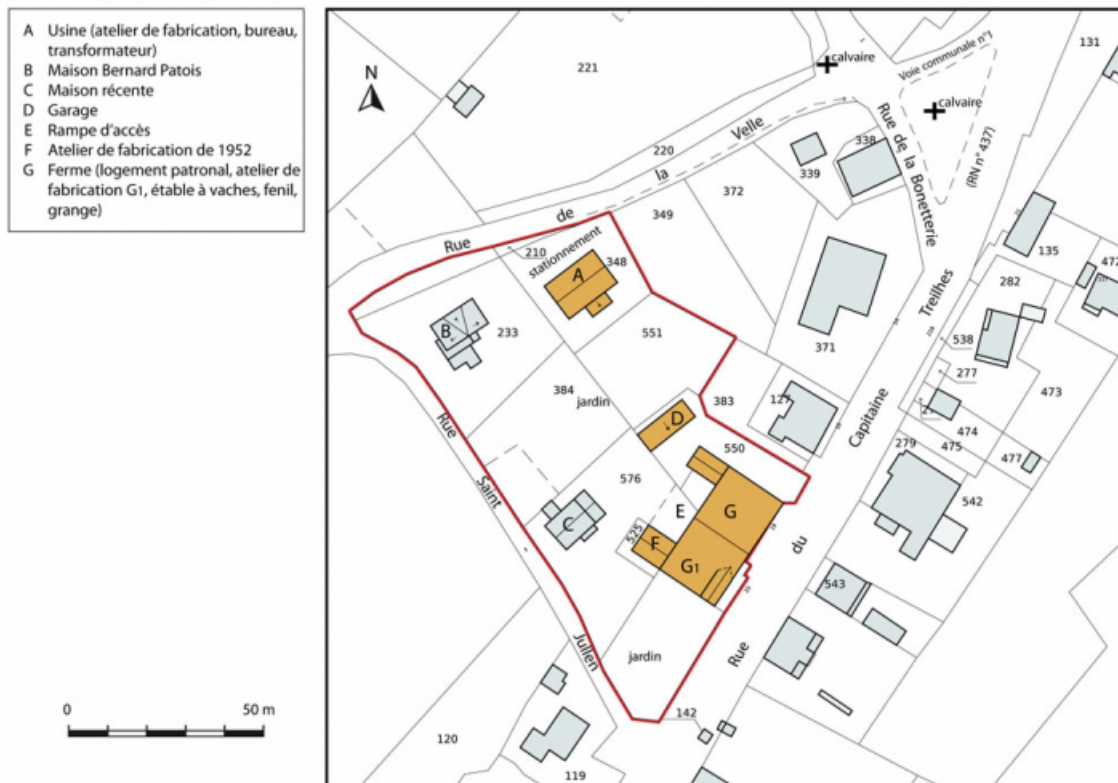 A Usine (atelier de fabrication, bureau,
transformateur)
B Maison Bernard Patois
C Maison récente
D Garage
E Rampe d'accès
F Atelier de fabrication de 1952
G Ferme (logement patronal, atelier de
fabrication G1, étable à vaches, fenil,
grange)
0 50 m
N
221
calvaire
Voie communale n°1
131
calvaire
Rue de la Velle
220
338
339
Rue de la Bonetterie
(RN n° 437)
372
349
210
stationnement
348
A
135
472
282
B
233
551
371
538
277
473
384
jardin
383
127
D
474
475
279
477
550
576
542
E
G
C
525
F
G1
543
Rue Saint Julien
jardin
Rue du Capitaine Treilhes
142
120
119